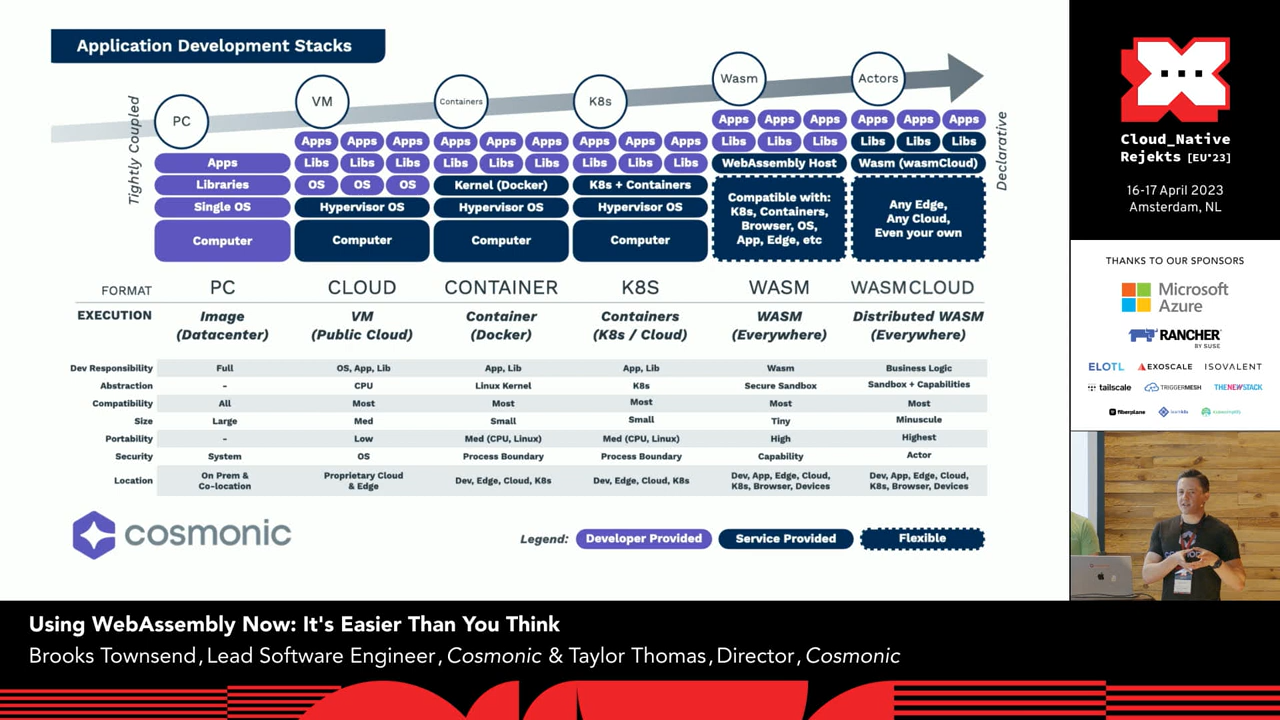 Application Development Stacks
Tightly Coupled
PC
VM
Containers
K8s
Wasm
Actors
Declarative
Apps
Libraries
Single OS
Computer
Apps Apps Apps
Libs Libs Libs
OS OS OS
Hypervisor OS
Computer
Apps Apps Apps
Libs Libs Libs
Kernel (Docker)
Hypervisor OS
Computer
Apps Apps Apps
Libs Libs Libs
K8s + Containers
Hypervisor OS
Computer
Apps Apps Apps
Libs Libs Libs
WebAssembly Host
Compatible with:
K8s, Containers,
Browser, OS,
App, Edge, etc
Apps Apps Apps
Libs Libs Libs
Wasm (wasmCloud)
Any Edge,
Any Cloud,
Even your own
FORMAT PC CLOUD CONTAINER K8S WASM WASMCLOUD
EXECUTION Image (Datacenter) VM (Public Cloud) Container (Docker) Containers (K8s / Cloud) WASM (Everywhere) Distributed WASM (Everywhere)
Dev Responsibility Full OS, App, Lib App, Lib App, Lib Wasm Business Logic
Abstraction - CPU Linux Kernel K8s Secure Sandbox Sandbox + Capabilities
Compatibility All Most Most Most Most Most
Size Large Med Small Small Tiny Minuscule
Portability - Low Med (CPU, Linux) Med (CPU, Linux) High Highest
Security System OS Process Boundary Process Boundary Capability Actor
Location On Prem & Co-location Proprietary Cloud & Edge Dev, Edge, Cloud, K8s Dev, Edge, Cloud, K8s Dev, App, Edge, Cloud, K8s, Browser, Devices Dev, App, Edge, Cloud, K8s, Browser, Devices
cosmonic
Legend: Developer Provided Service Provided Flexible
Cloud_Native
Rejekts [EU'23]
16-17 April 2023
Amsterdam, NL
THANKS TO OUR SPONSORS
Microsoft
Azure
RANCHER
BY SUSE
ELOTL EXOSCALE ISOVALENT
tailscale TRIGGERMESH THENEWSTACK
fiberplane
Using WebAssembly Now: It's Easier Than You Think
Brooks Townsend, Lead Software Engineer, Cosmonic & Taylor Thomas, Director, Cosmonic